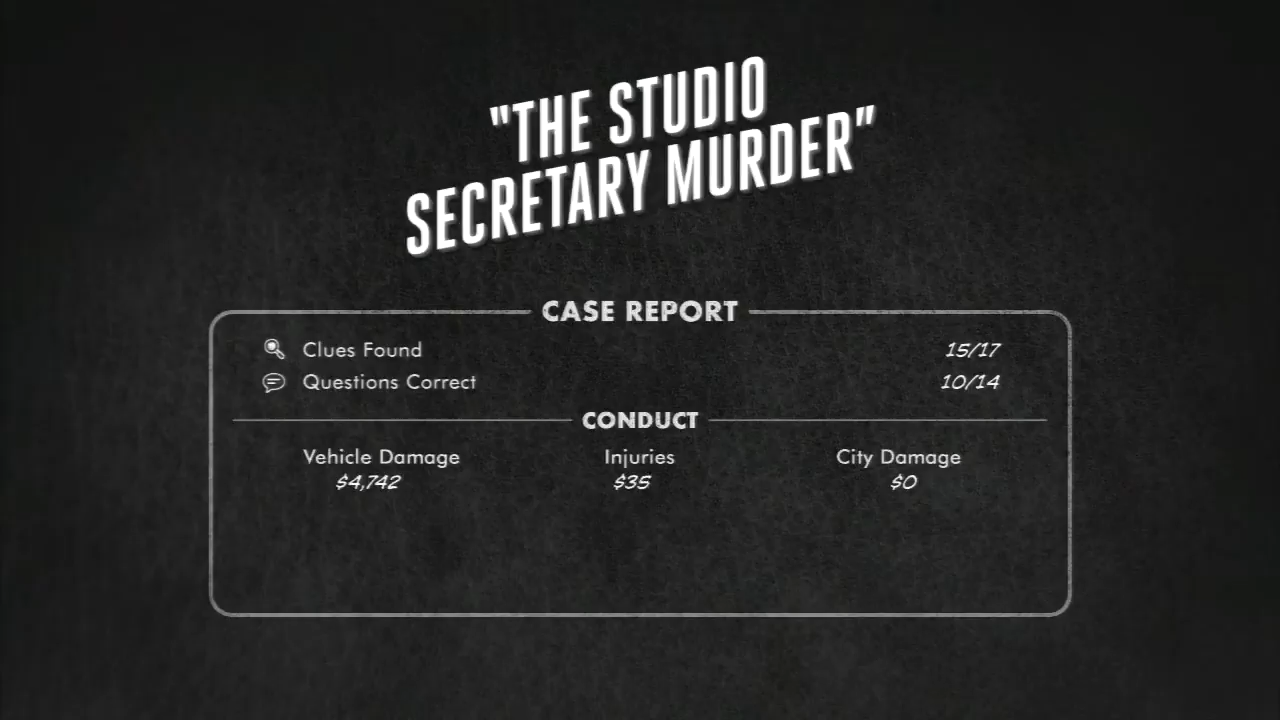 "THE STUDIO
SECRETARY MURDER"
CASE REPORT
Clues Found 15/17
Questions Correct 10/14
CONDUCT
Vehicle Damage Injuries City Damage
$4,742 $35 $0